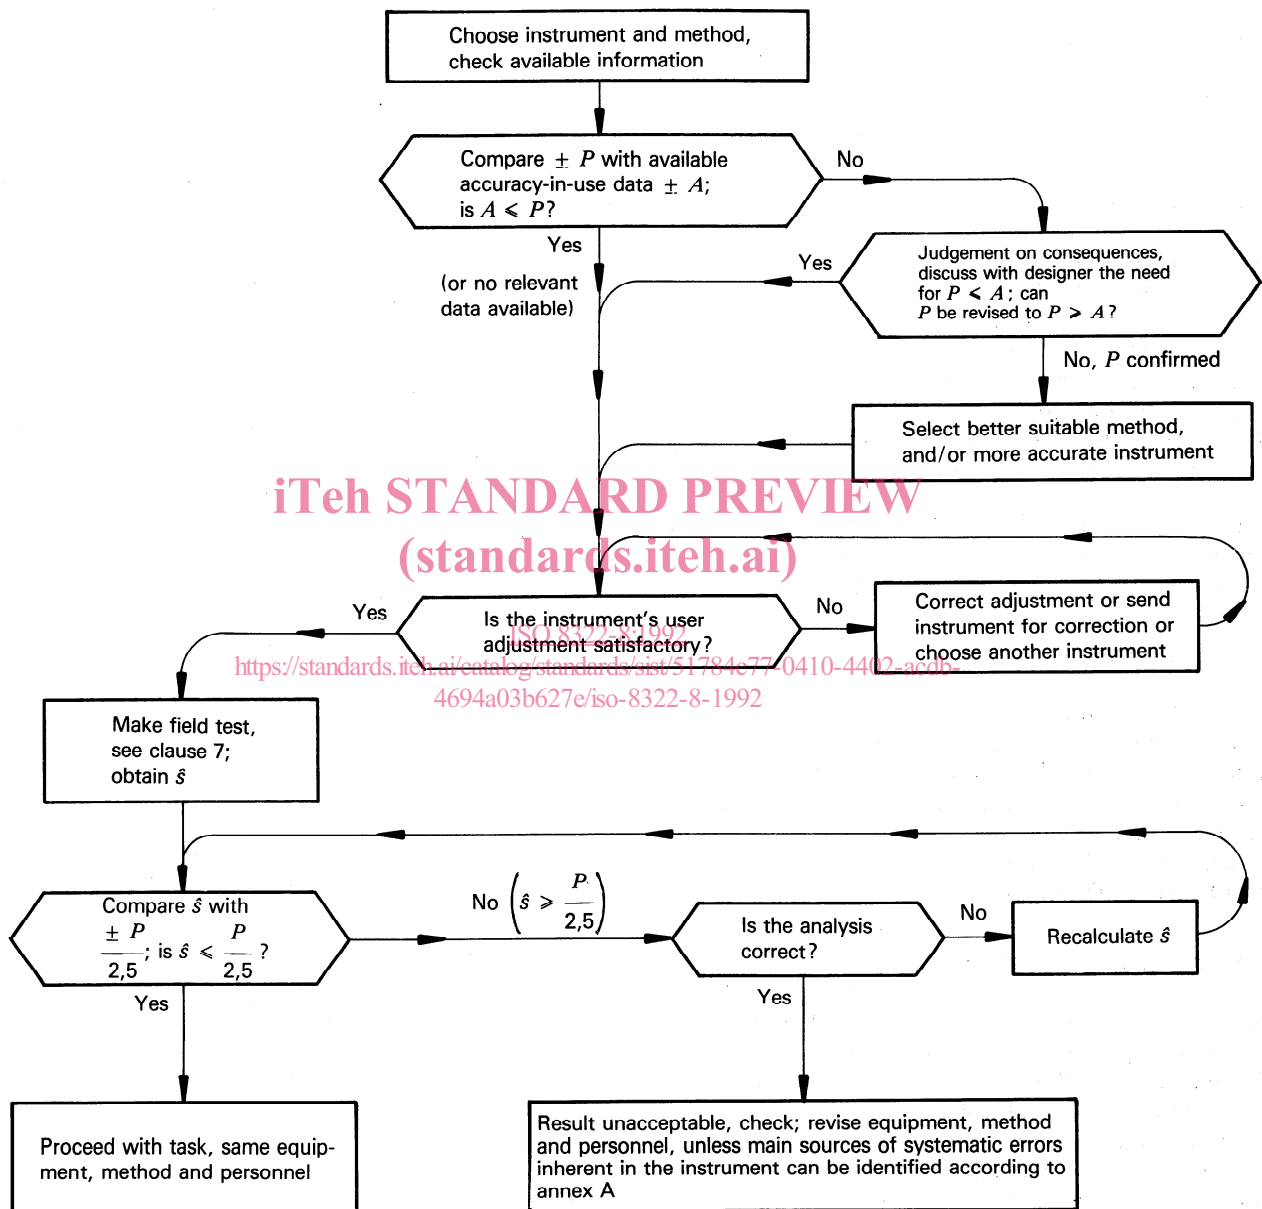 Choose instrument and method,
check available information
Compare ± P with available
accuracy-in-use data ± A;
is A ⩽ P?
No
Yes
(or no relevant
data available)
Yes
Judgement on consequences,
discuss with designer the need
for P ⩽ A; can
P be revised to P ⩾ A?
No, P confirmed
Select better suitable method,
and/or more accurate instrument
iTeh STANDARD PREVIEW
(standards.iteh.ai)
Yes
Is the instrument's user
adjustment satisfactory?
No
Correct adjustment or send
instrument for correction or
choose another instrument
ISO 8322-8:1992
https://standards.iteh.ai/catalog/standards/sist/51784c77-0410-4402-acdb-
4694a03b627e/iso-8322-8-1992
Make field test,
see clause 7;
obtain ŝ
Compare ŝ with
± P / 2,5; is ŝ ⩽ P / 2,5 ?
No (ŝ ⩾ P / 2,5)
Is the analysis
correct?
No
Recalculate ŝ
Yes
Yes
Proceed with task, same equip-
ment, method and personnel
Result unacceptable, check; revise equipment, method
and personnel, unless main sources of systematic errors
inherent in the instrument can be identified according to
annex A